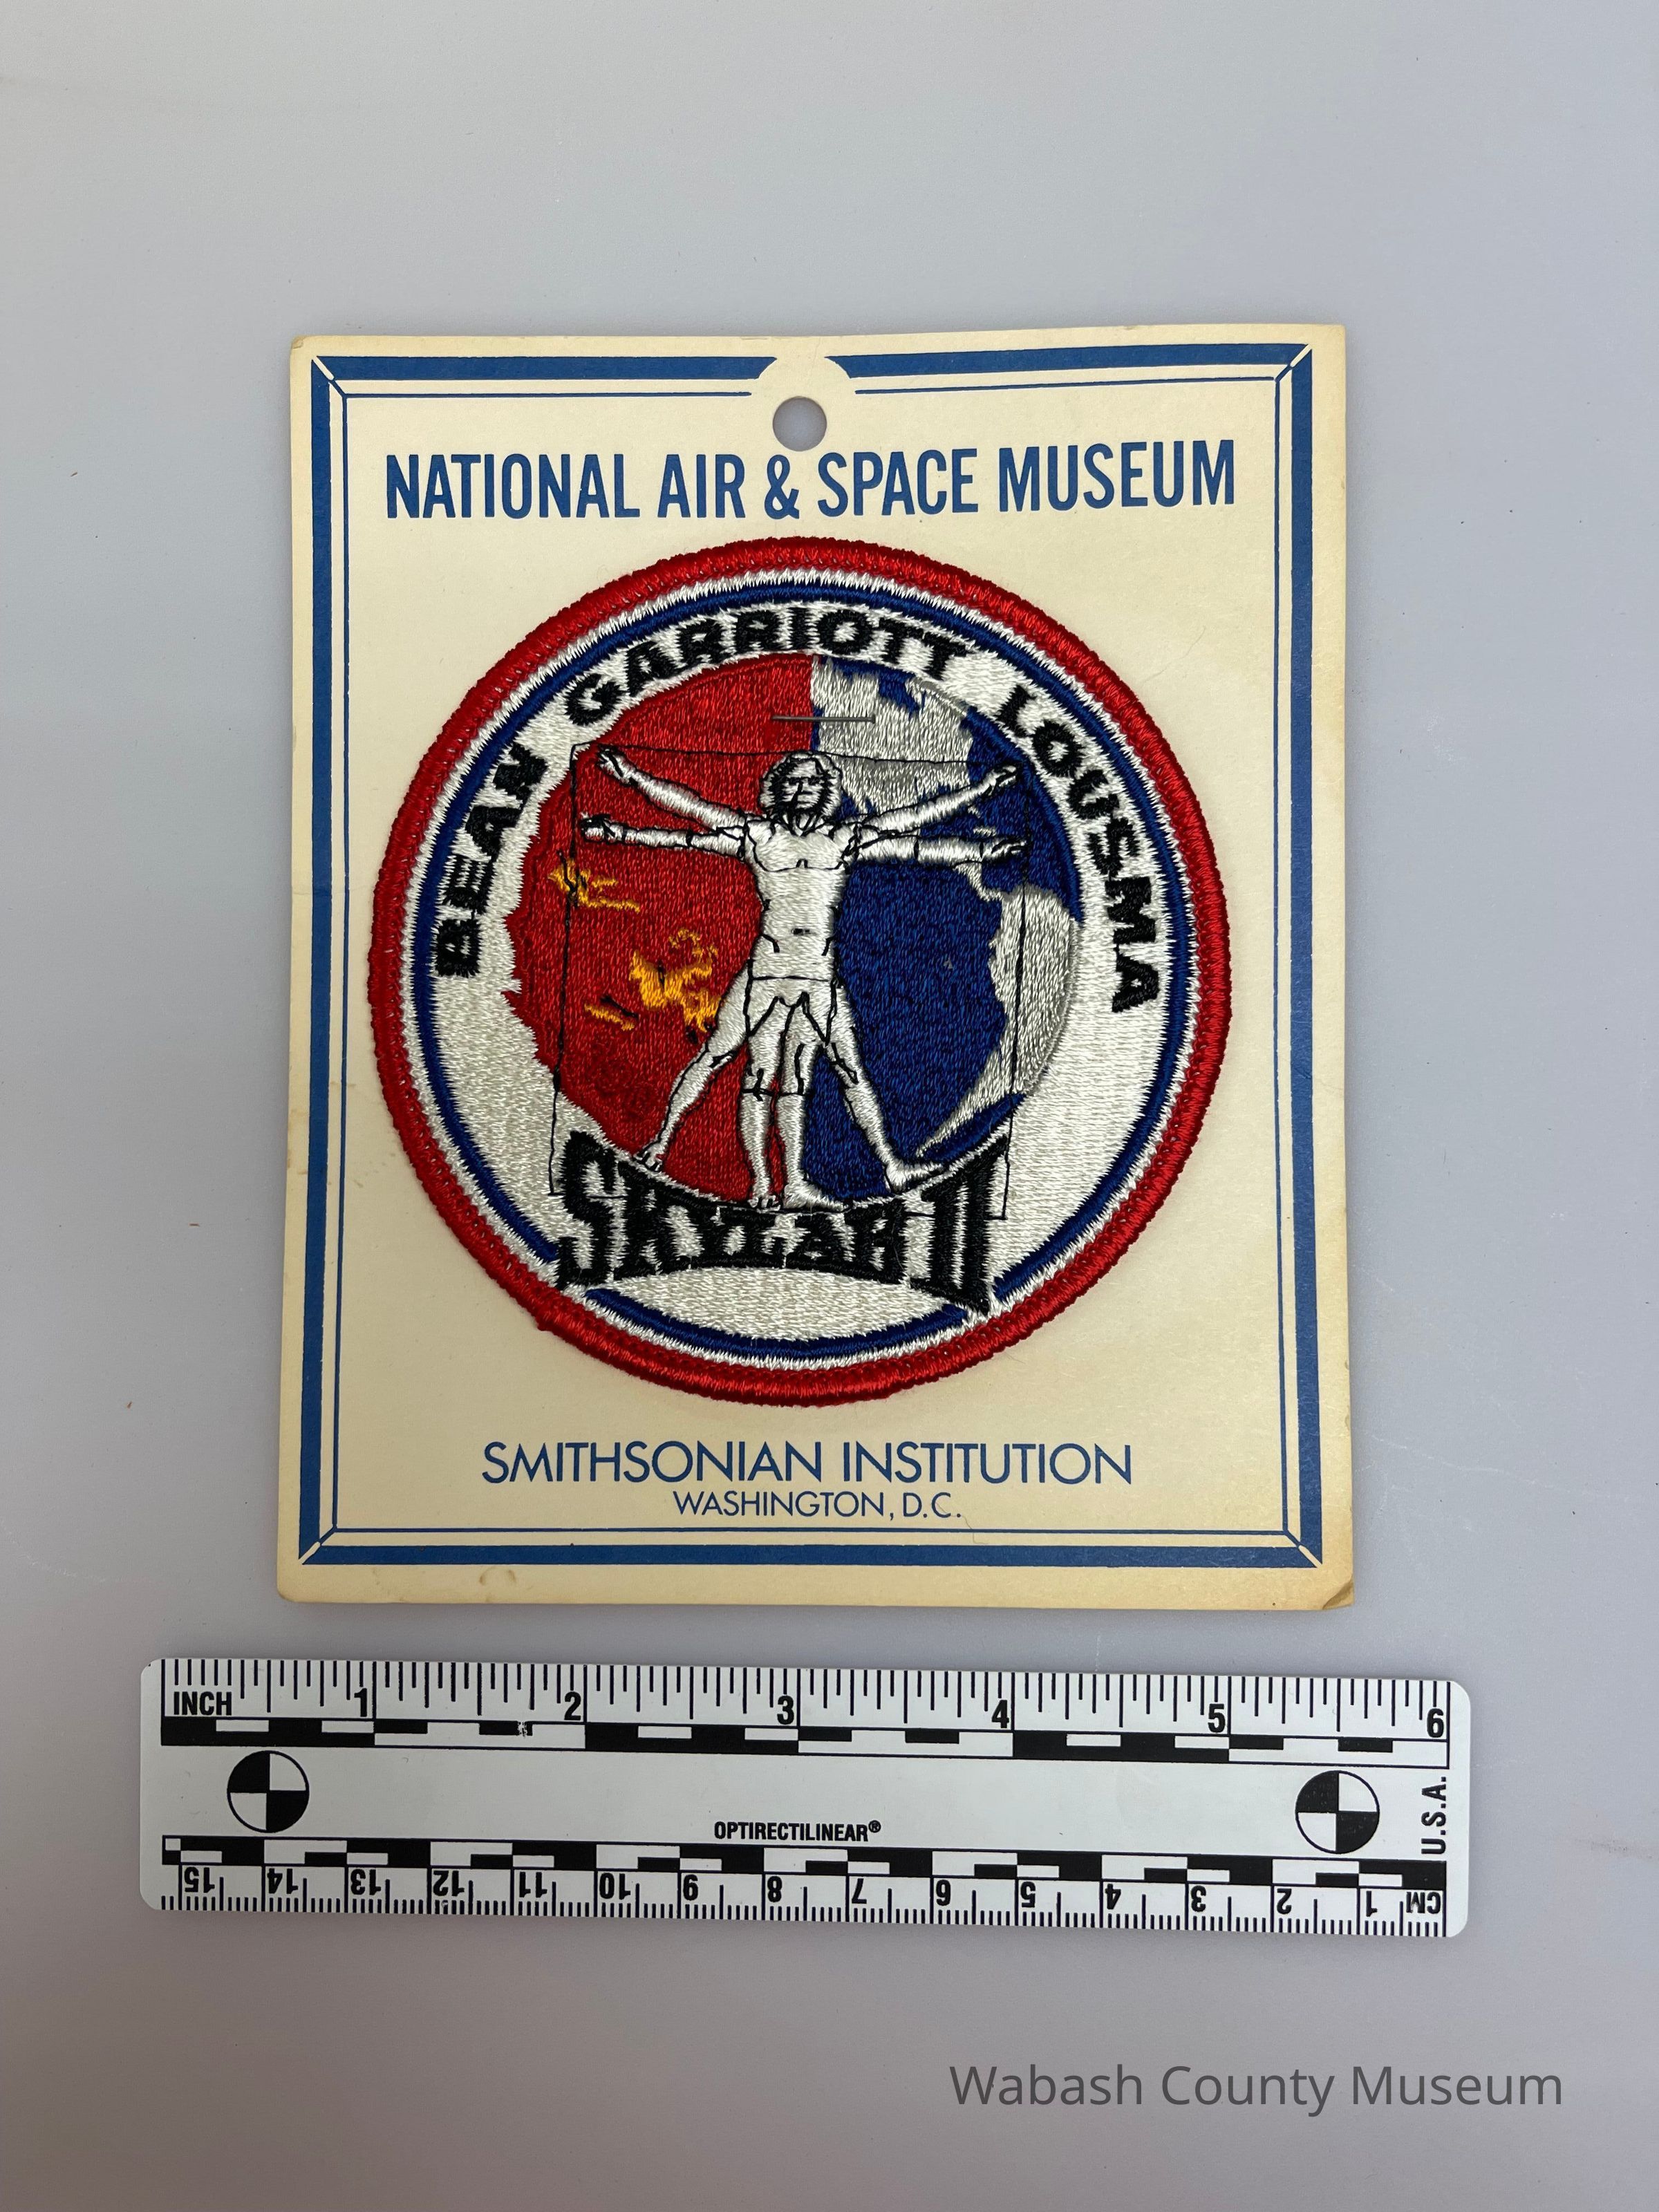 NATIONAL AIR & SPACE MUSEUM
BEAN GARRIOTT LOUSMA
SKYLAB II
SMITHSONIAN INSTITUTION
WASHINGTON, D.C.
INCH 1 2 3 4 5 6
U.S.A.
OPTIRECTILINEAR®
CM 1 2 3 4 5 6 7 8 9 10 11 12 13 14 15
Wabash County Museum